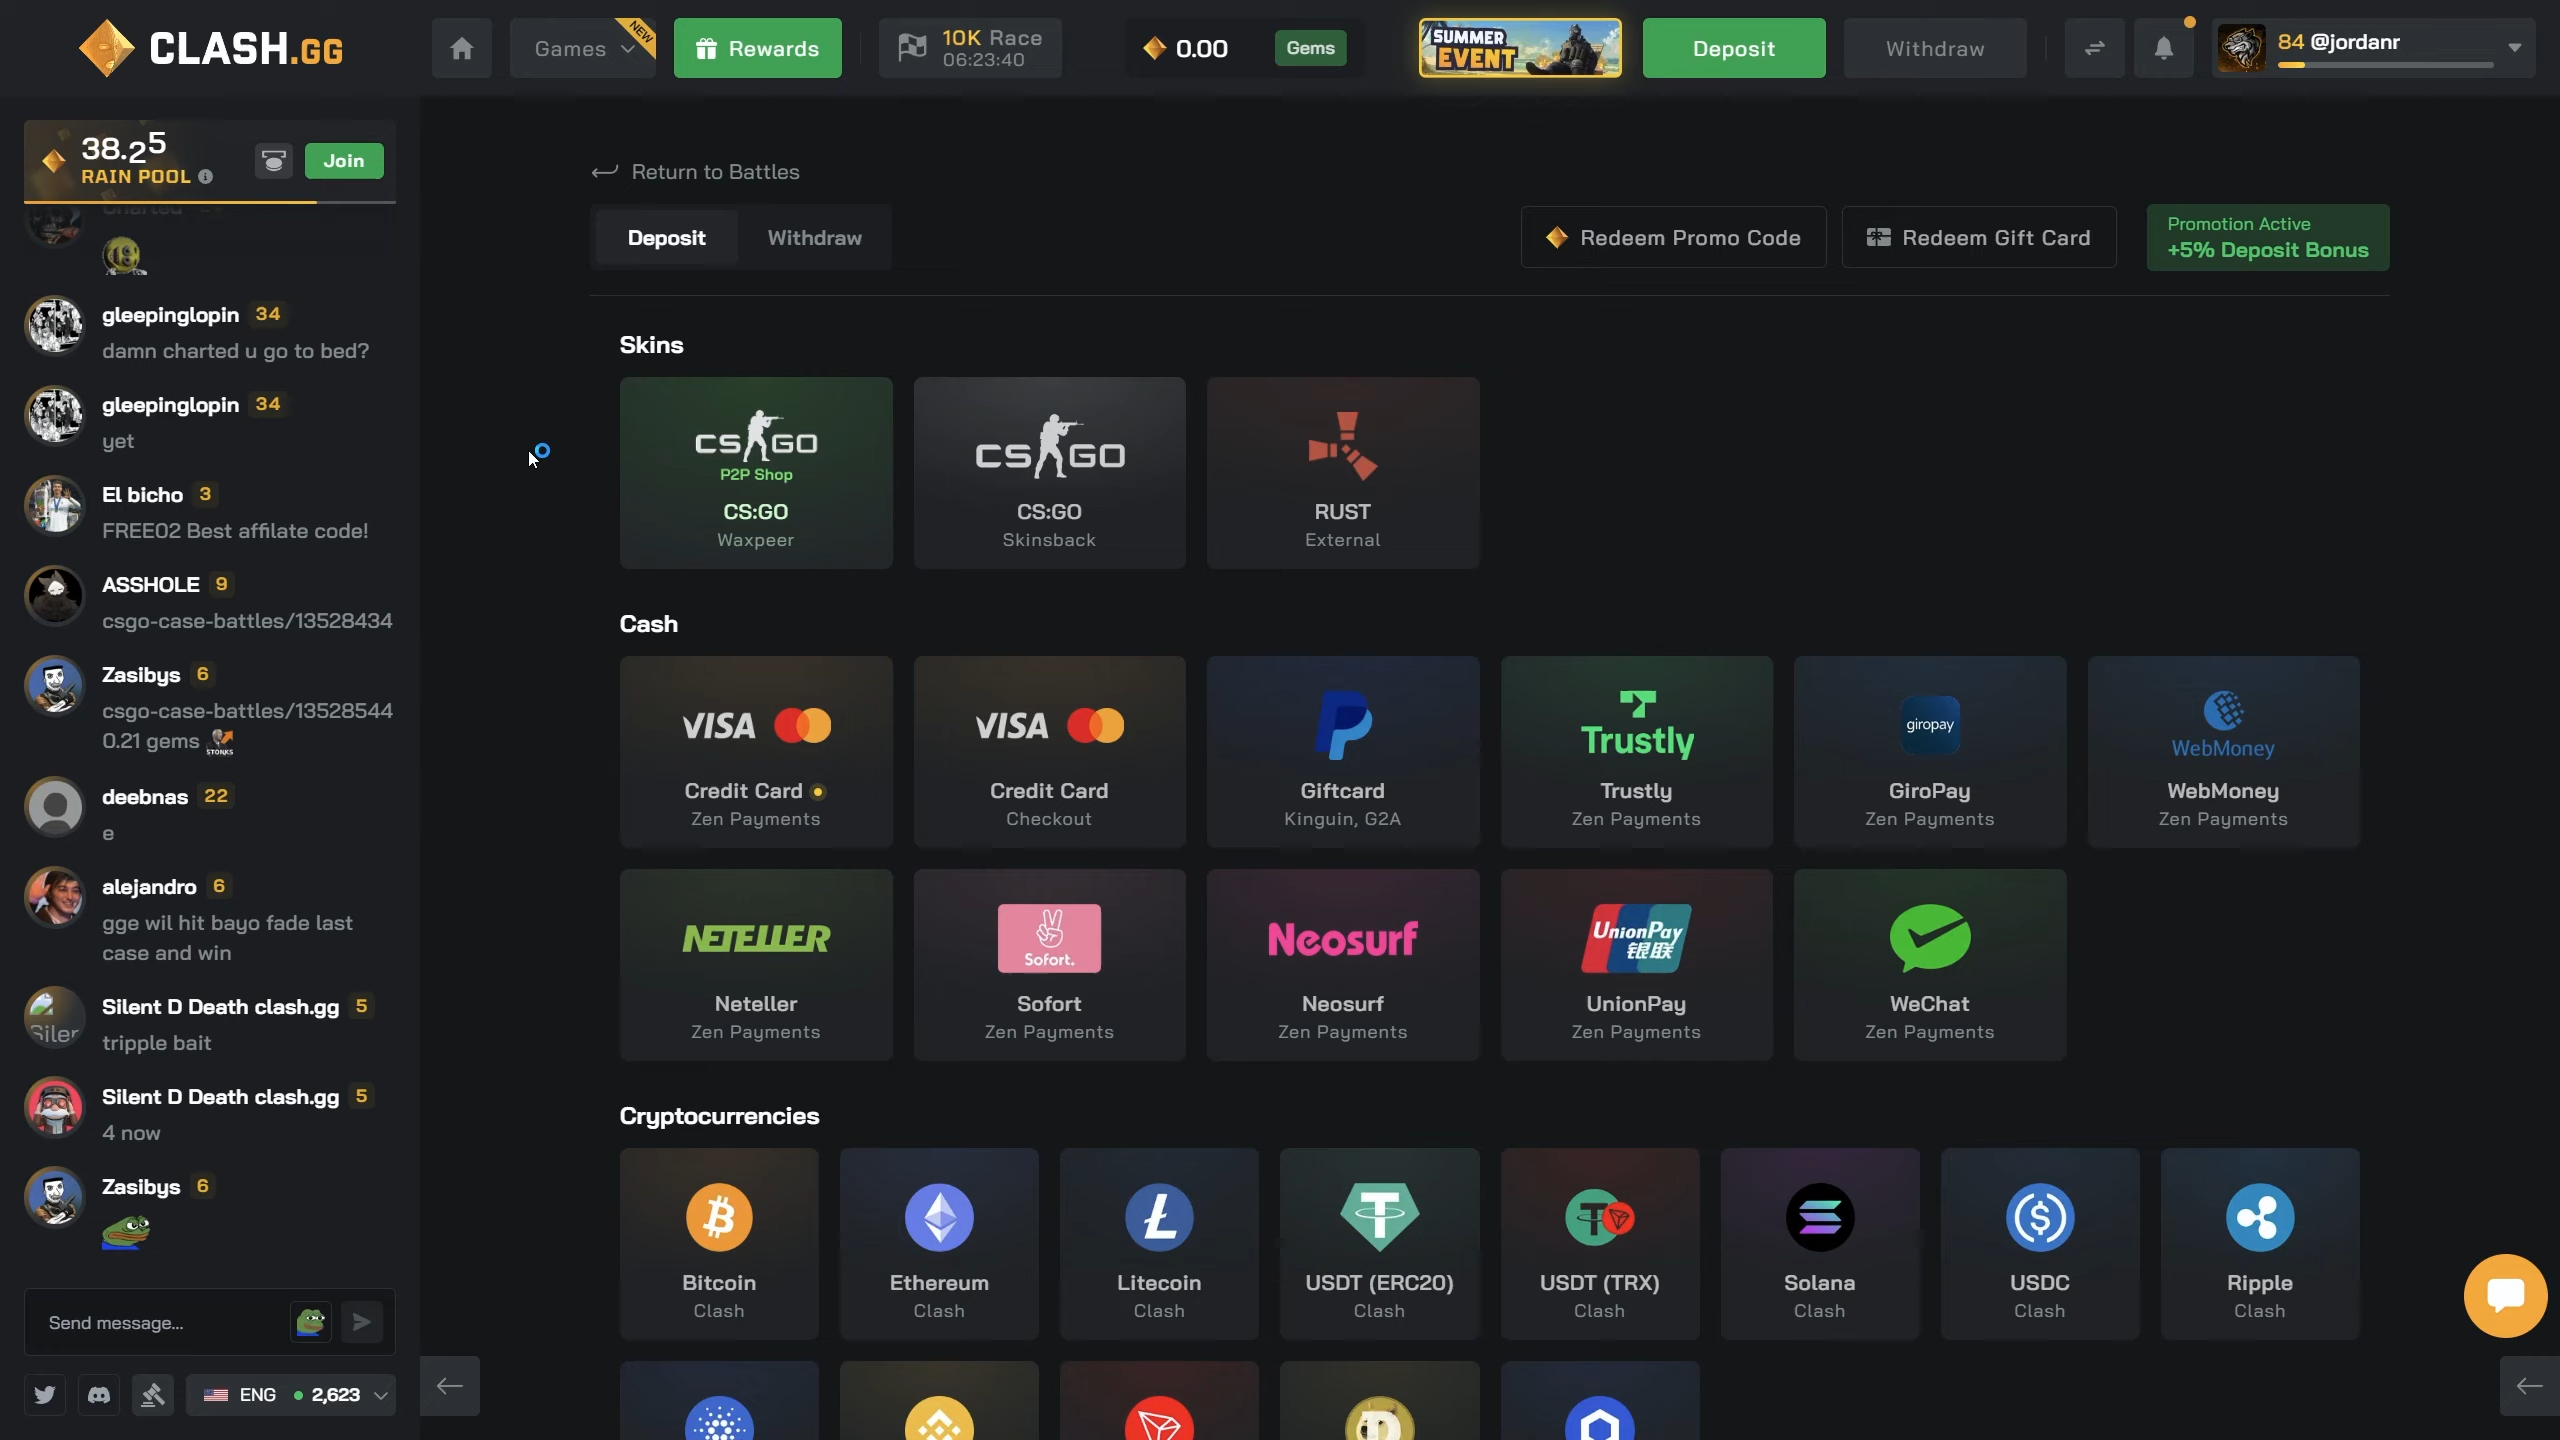 CLASH.GG
Games
NEW
Rewards
10K Race
06:23:40
0.00
Gems
SUMMER
EVENT
Deposit
Withdraw
84 @jordanr
38.25
RAIN POOL
Join
Charted
gleepinglopin 34
damn charted u go to bed?
gleepinglopin 34
yet
El bicho 3
FREE02 Best affilate code!
ASSHOLE 9
csgo-case-battles/13528434
Zasibys 6
csgo-case-battles/13528544
0.21 gems
STONKS
deebnas 22
e
alejandro 6
gge wil hit bayo fade last
case and win
Silent D Death clash.gg 5
Siler
tripple bait
Silent D Death clash.gg 5
4 now
Zasibys 6
Send message...
ENG
2,623
Return to Battles
Deposit
Withdraw
Redeem Promo Code
Redeem Gift Card
Promotion Active
+5% Deposit Bonus
Skins
CS GO
P2P Shop
CS:GO
Waxpeer
CS GO
CS:GO
Skinsback
RUST
External
Cash
VISA
Credit Card
Zen Payments
VISA
Credit Card
Checkout
Giftcard
Kinguin, G2A
Trustly
Trustly
Zen Payments
giropay
GiroPay
Zen Payments
WebMoney
WebMoney
Zen Payments
NETELLER
Neteller
Zen Payments
Sofort.
Sofort
Zen Payments
Neosurf
Neosurf
Zen Payments
UnionPay
银联
UnionPay
Zen Payments
WeChat
Zen Payments
Cryptocurrencies
Bitcoin
Clash
Ethereum
Clash
Litecoin
Clash
USDT (ERC20)
Clash
USDT (TRX)
Clash
Solana
Clash
USDC
Clash
Ripple
Clash